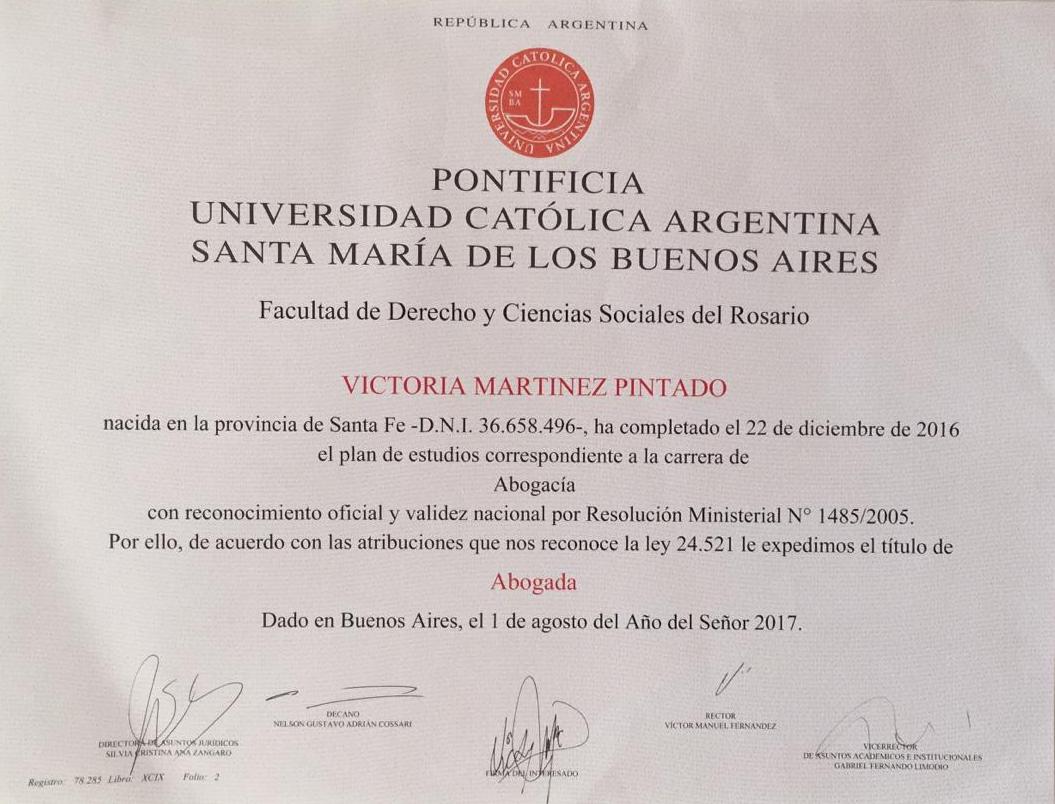 REPÚBLICA ARGENTINA
UNIVERSIDAD CATOLICA ARGENTINA
SM
BA
PONTIFICIA
UNIVERSIDAD CATÓLICA ARGENTINA
SANTA MARÍA DE LOS BUENOS AIRES
Facultad de Derecho y Ciencias Sociales del Rosario
VICTORIA MARTINEZ PINTADO
nacida en la provincia de Santa Fe -D.N.I. 36.658.496-, ha completado el 22 de diciembre de 2016
el plan de estudios correspondiente a la carrera de
Abogacía
con reconocimiento oficial y validez nacional por Resolución Ministerial N° 1485/2005.
Por ello, de acuerdo con las atribuciones que nos reconoce la ley 24.521 le expedimos el título de
Abogada
Dado en Buenos Aires, el 1 de agosto del Año del Señor 2017.
DIRECTORA DE ASUNTOS JURIDICOS
SILVIA CRISTINA ANA ZANGARO
DECANO
NELSON GUSTAVO ADRIÁN COSSARI
FIRMA DEL INTERESADO
RECTOR
VÍCTOR MANUEL FERNANDEZ
VICERRECTOR
DE ASUNTOS ACADEMICOS E INSTITUCIONALES
GABRIEL FERNANDO LIMODIO
Registro: 78.285 Libro: XCIX Folio: 2